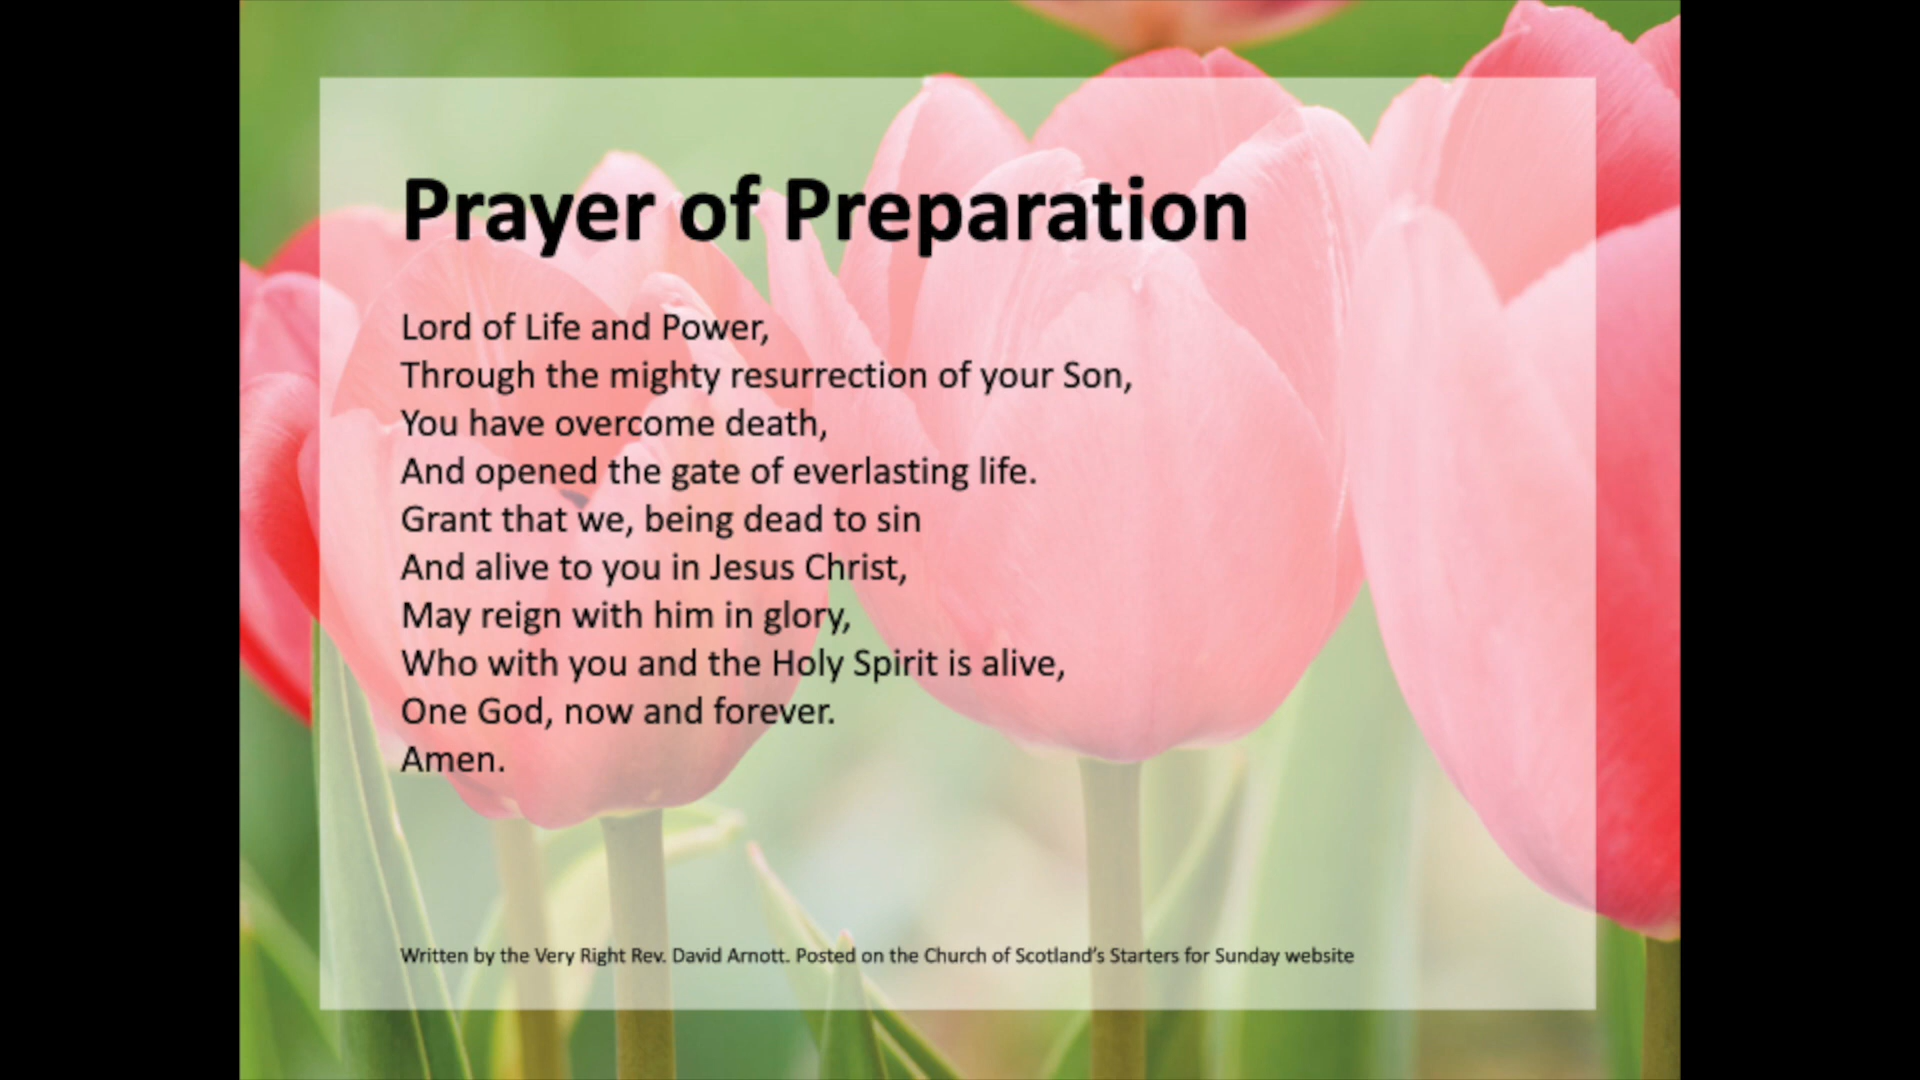 Prayer of Preparation
Lord of Life and Power,
Through the mighty resurrection of your Son,
You have overcome death,
And opened the gate of everlasting life.
Grant that we, being dead to sin
And alive to you in Jesus Christ,
May reign with him in glory,
Who with you and the Holy Spirit is alive,
One God, now and forever.
Amen.
Written by the Very Right Rev. David Arnott. Posted on the Church of Scotland’s Starters for Sunday website